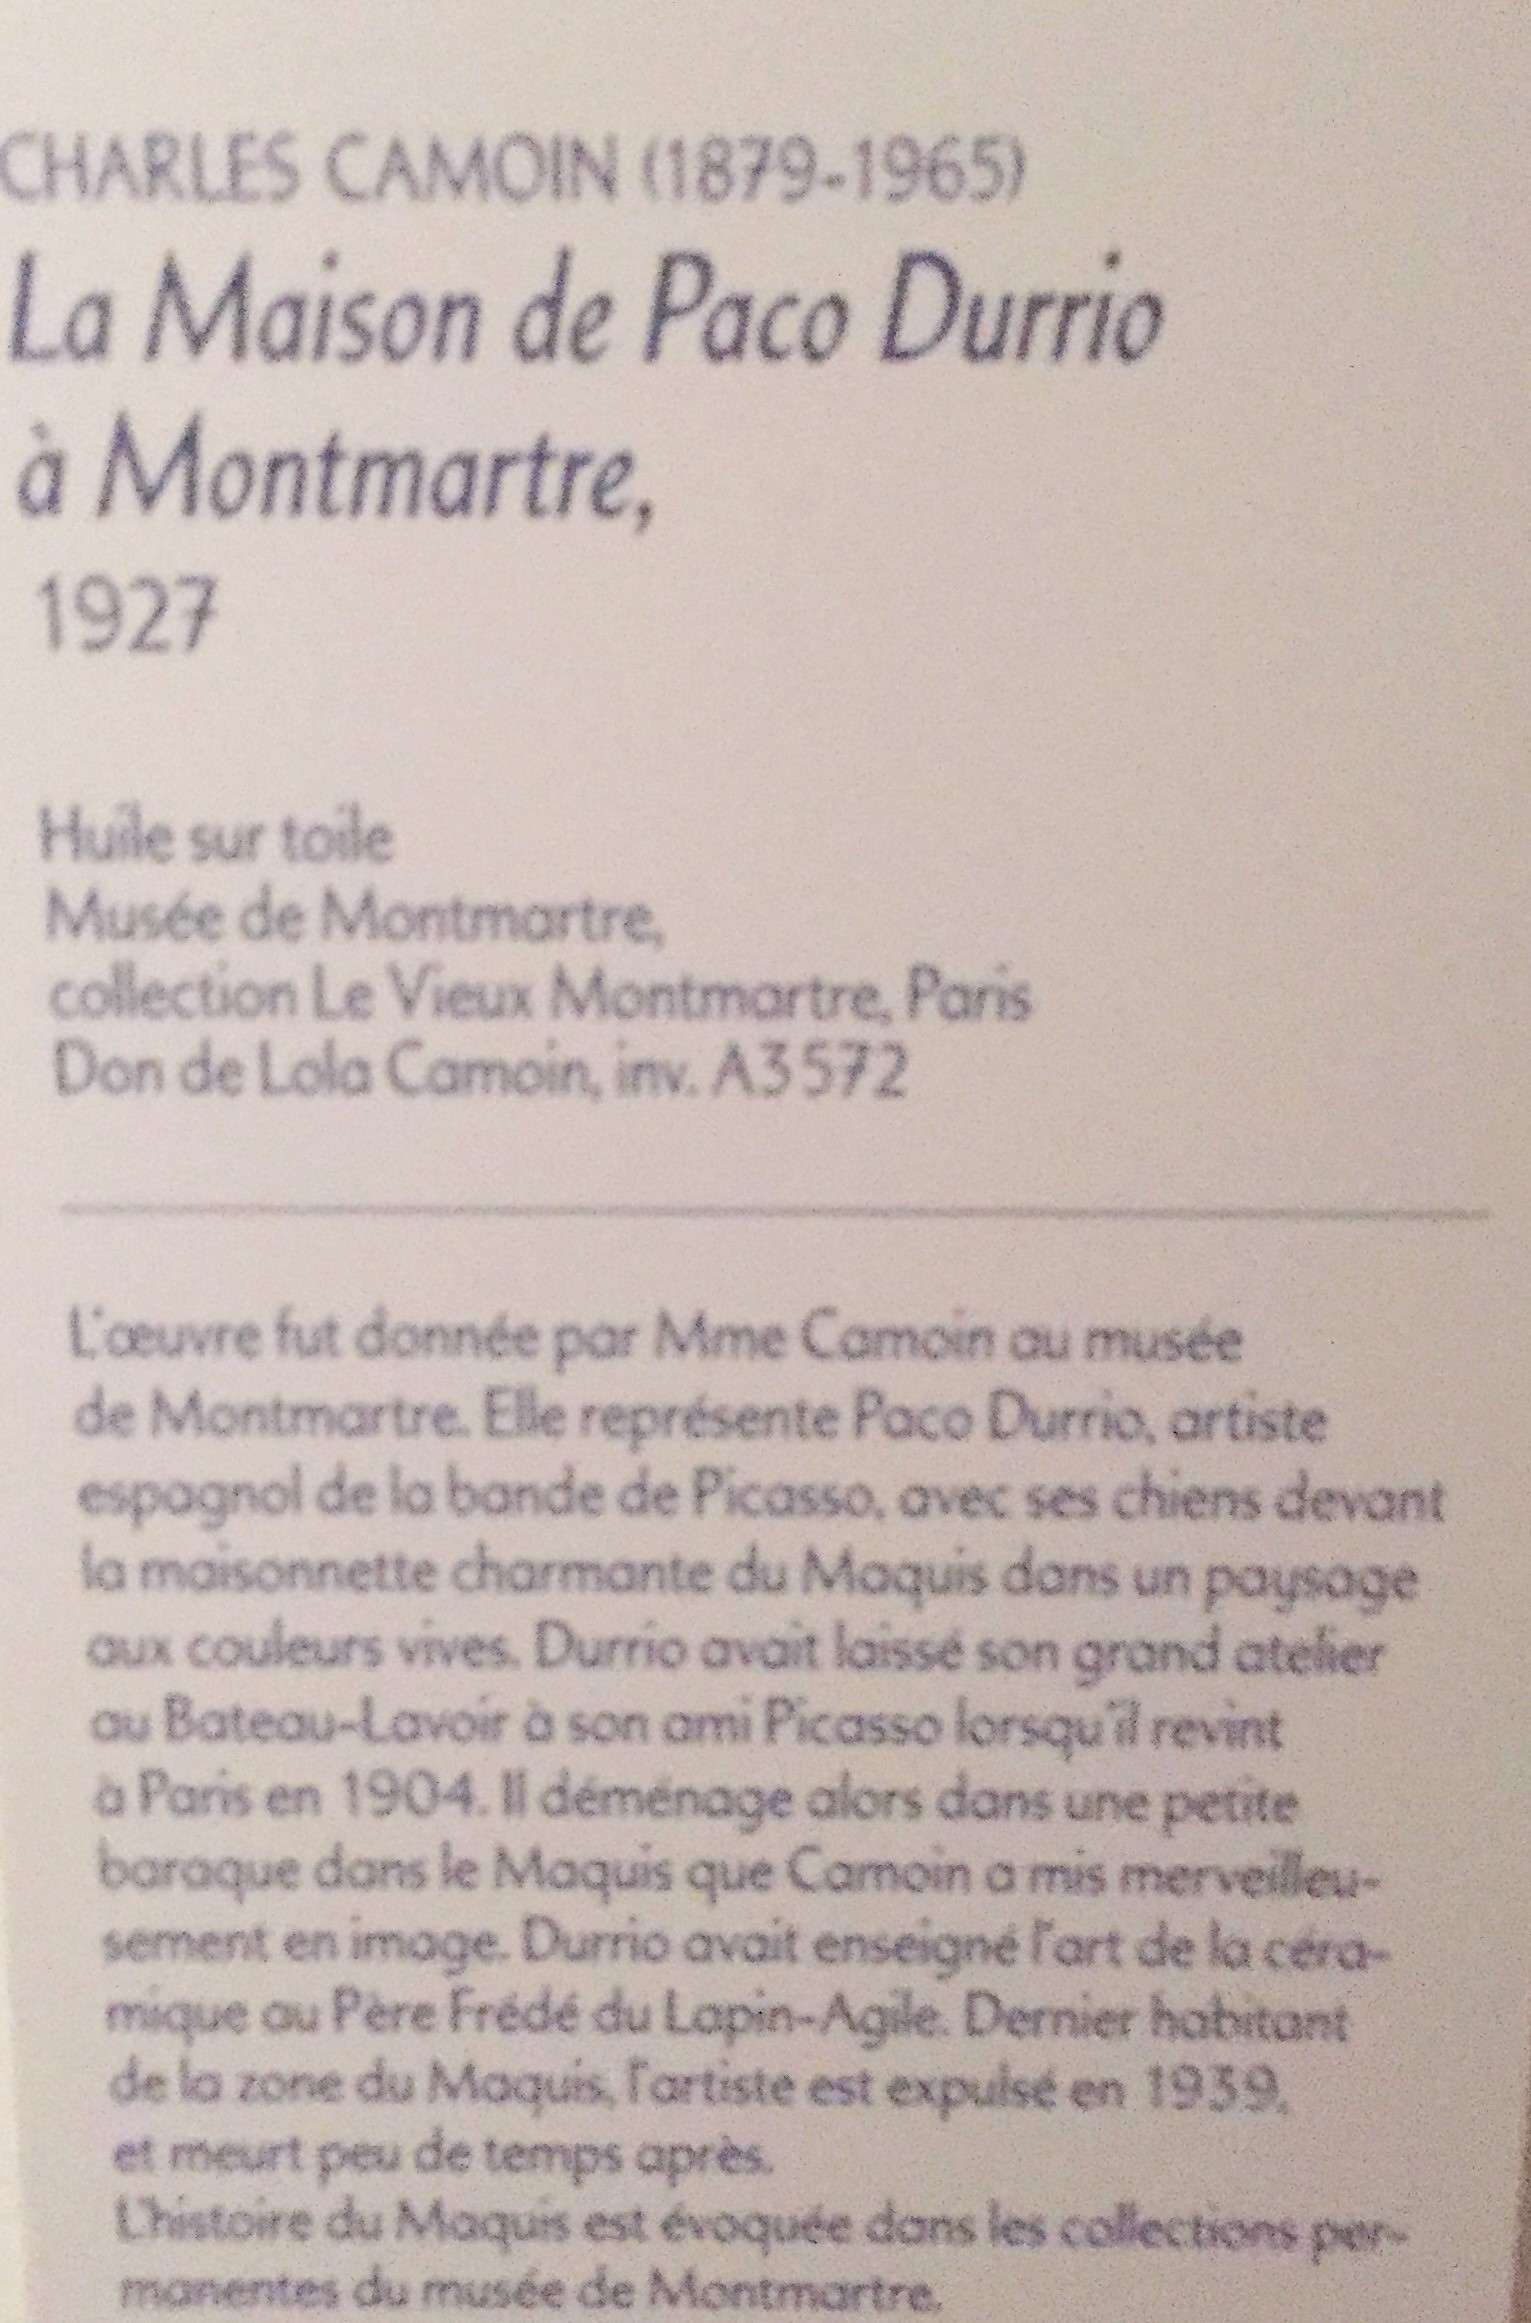 CHARLES CAMOIN (1879-1965)
La Maison de Paco Durrio
à Montmartre,
1927
Huile sur toile
Musée de Montmartre,
collection Le Vieux Montmartre, Paris
Don de Lola Camoin, inv. A3572
L'œuvre fut donnée par Mme Camoin au musée
de Montmartre. Elle représente Paco Durrio, artiste
espagnol de la bande de Picasso, avec ses chiens devant
la maisonnette charmante du Maquis dans un paysage
aux couleurs vives. Durrio avait laissé son grand atelier
au Bateau-Lavoir à son ami Picasso lorsqu'il revint
à Paris en 1904. Il déménage alors dans une petite
baraque dans le Maquis que Camoin a mis merveilleu-
sement en image. Durrio avait enseigné l'art de la céra-
mique au Père Frédé du Lapin-Agile. Dernier habitant
de la zone du Maquis, l'artiste est expulsé en 1939,
et meurt peu de temps après.
L'histoire du Maquis est évoquée dans les collections per-
manentes du musée de Montmartre.